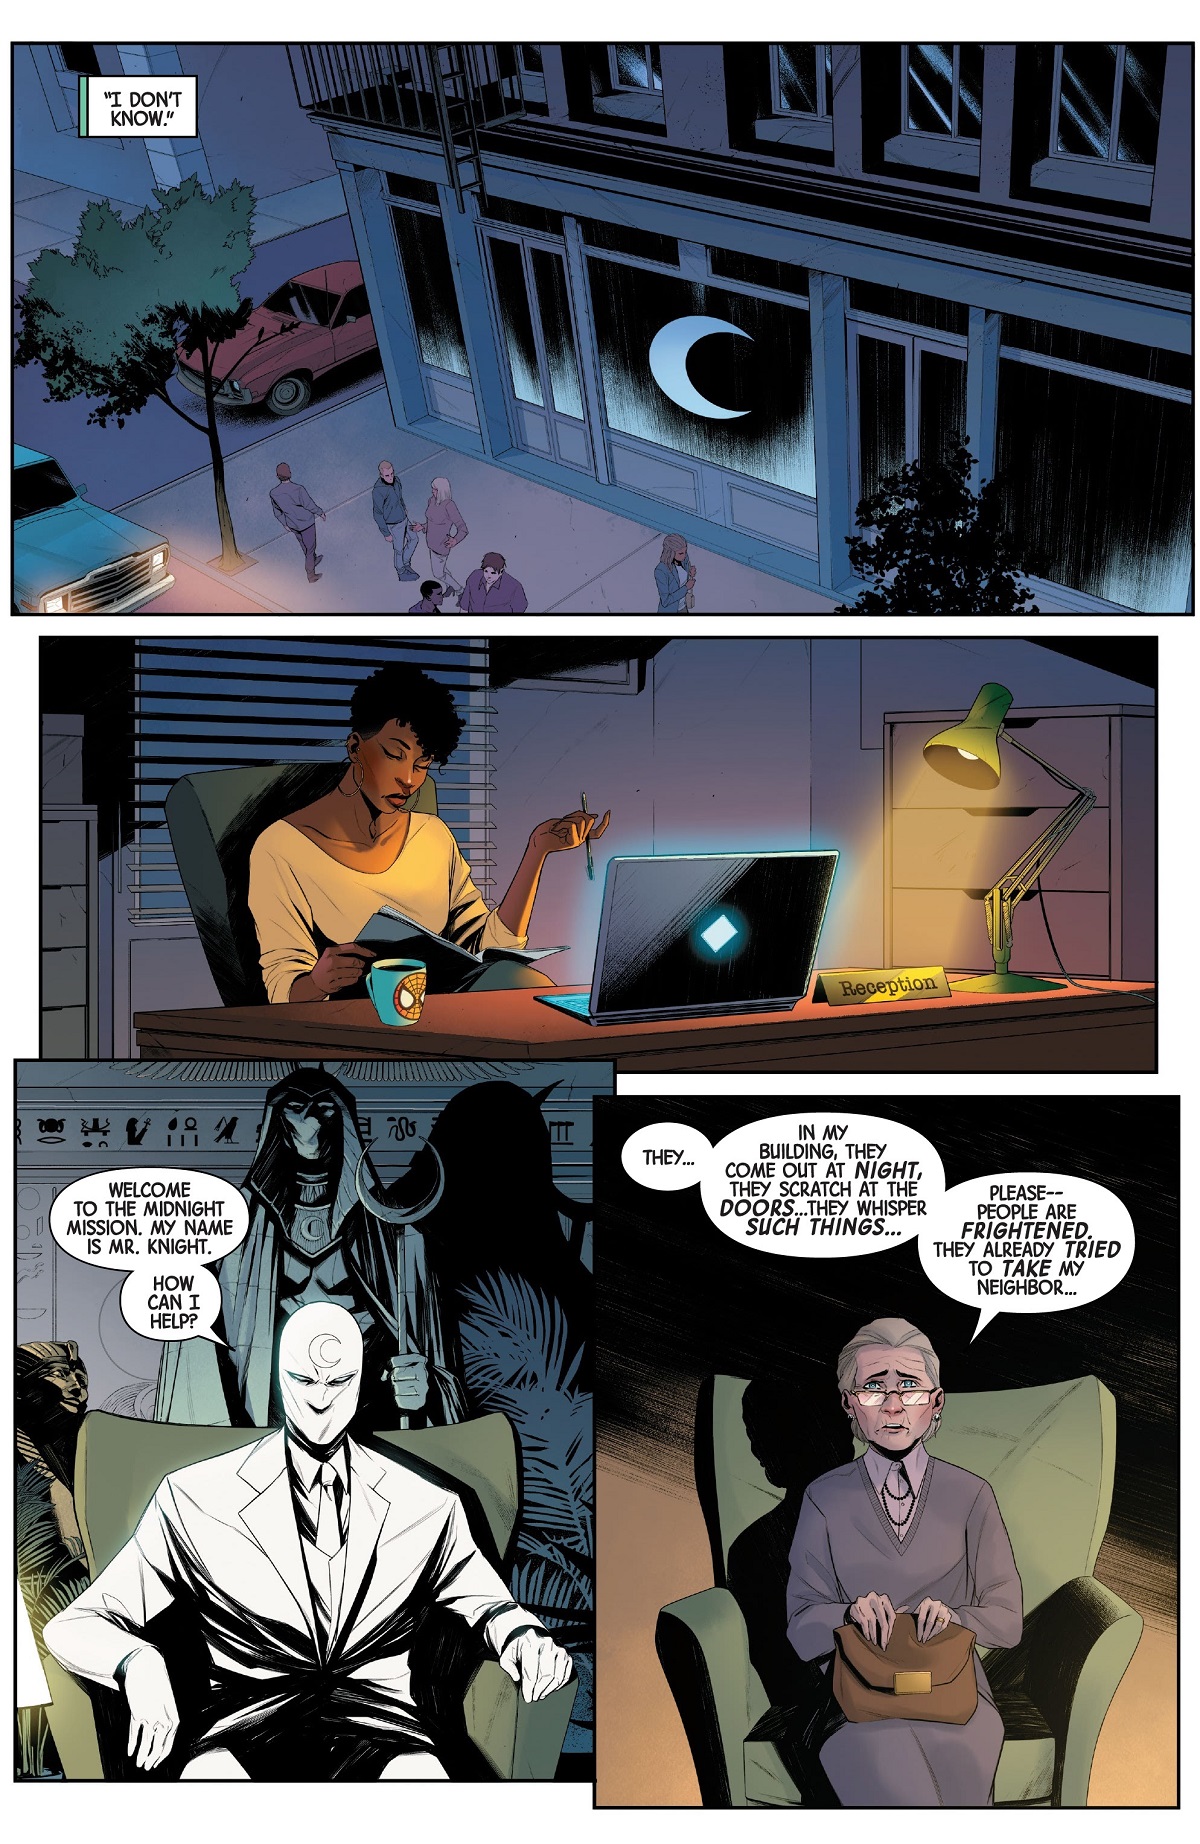 "I DON'T
KNOW."
Reception
WELCOME
TO THE MIDNIGHT
MISSION. MY NAME
IS MR. KNIGHT.
HOW
CAN I
HELP?
THEY...
IN MY
BUILDING, THEY
COME OUT AT NIGHT,
THEY SCRATCH AT THE
DOORS...THEY WHISPER
SUCH THINGS...
PLEASE--
PEOPLE ARE
FRIGHTENED.
THEY ALREADY TRIED
TO TAKE MY
NEIGHBOR...